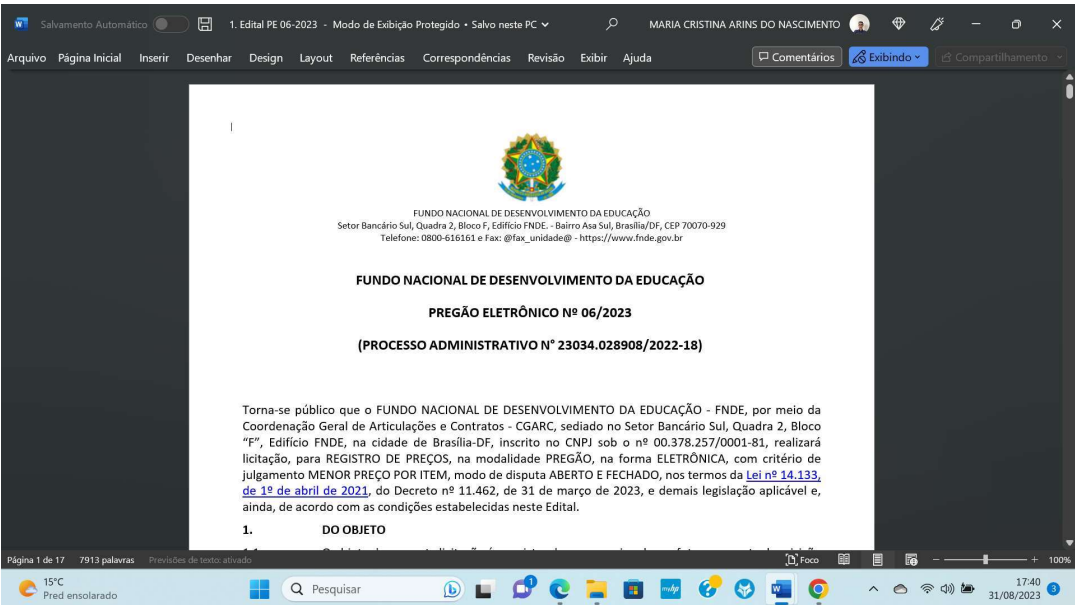 Salvamento Automático
1. Edital PE 06-2023 - Modo de Exibição Protegido • Salvo neste PC
MARIA CRISTINA ARINS DO NASCIMENTO
Arquivo Página Inicial Inserir Desenhar Design Layout Referências Correspondências Revisão Exibir Ajuda
Comentários
Exibindo
Compartilhamento
FUNDO NACIONAL DE DESENVOLVIMENTO DA EDUCAÇÃO
Setor Bancário Sul, Quadra 2, Bloco F, Edifício FNDE. - Bairro Asa Sul, Brasília/DF, CEP 70070-929
Telefone: 0800-616161 e Fax: @fax_unidade@ - https://www.fnde.gov.br
FUNDO NACIONAL DE DESENVOLVIMENTO DA EDUCAÇÃO
PREGÃO ELETRÔNICO Nº 06/2023
(PROCESSO ADMINISTRATIVO N° 23034.028908/2022-18)
Torna-se público que o FUNDO NACIONAL DE DESENVOLVIMENTO DA EDUCAÇÃO - FNDE, por meio da
Coordenação Geral de Articulações e Contratos - CGARC, sediado no Setor Bancário Sul, Quadra 2, Bloco
“F”, Edifício FNDE, na cidade de Brasília-DF, inscrito no CNPJ sob o nº 00.378.257/0001-81, realizará
licitação, para REGISTRO DE PREÇOS, na modalidade PREGÃO, na forma ELETRÔNICA, com critério de
julgamento MENOR PREÇO POR ITEM, modo de disputa ABERTO E FECHADO, nos termos da Lei nº 14.133,
de 1º de abril de 2021, do Decreto nº 11.462, de 31 de março de 2023, e demais legislação aplicável e,
ainda, de acordo com as condições estabelecidas neste Edital.
1. DO OBJETO
Página 1 de 17 7913 palavras Previsões de texto: ativado
Foco
100%
15°C
Pred ensolarado
Pesquisar
17:40
31/08/2023